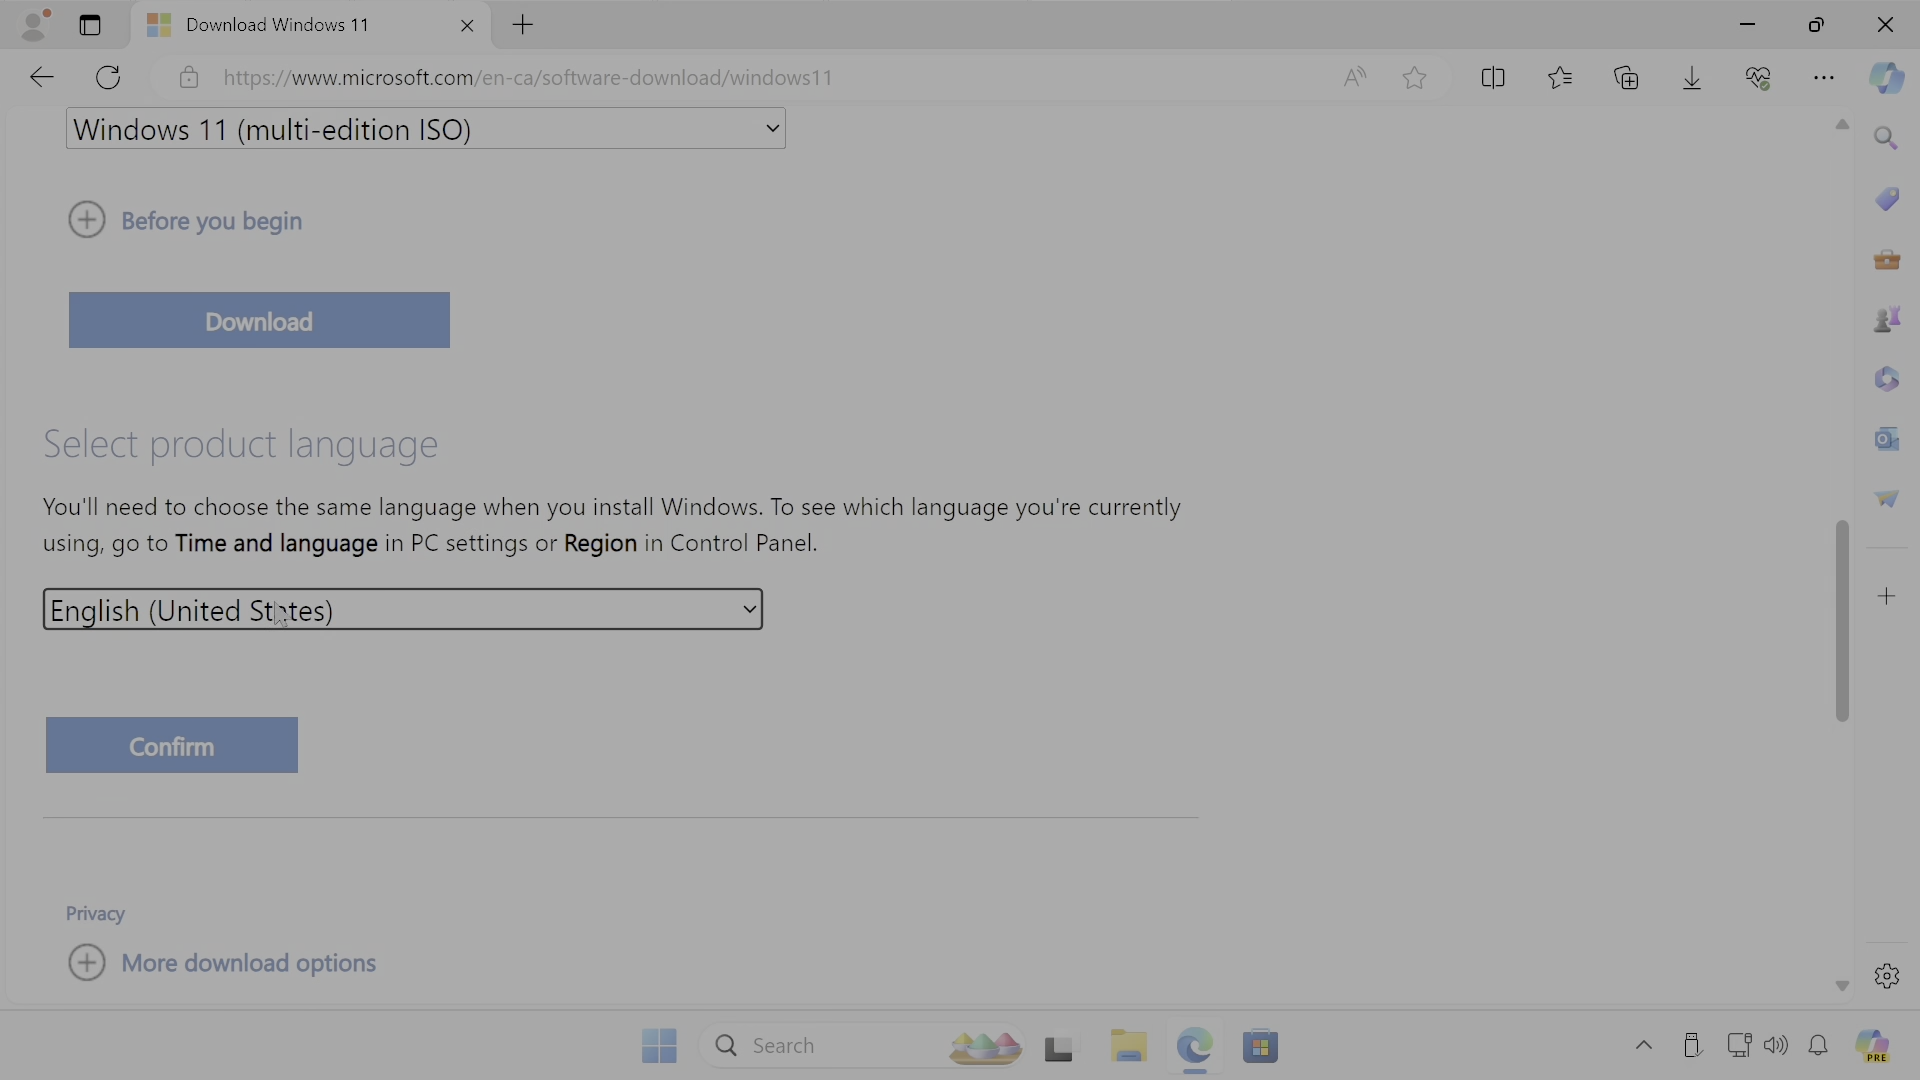 Download Windows 11
https://www.microsoft.com/en-ca/software-download/windows11
Windows 11 (multi-edition ISO)
Before you begin
Download
Select product language
You'll need to choose the same language when you install Windows. To see which language you're currently
using, go to Time and language in PC settings or Region in Control Panel.
English (United States)
Confirm
Privacy
More download options
Search
PRE